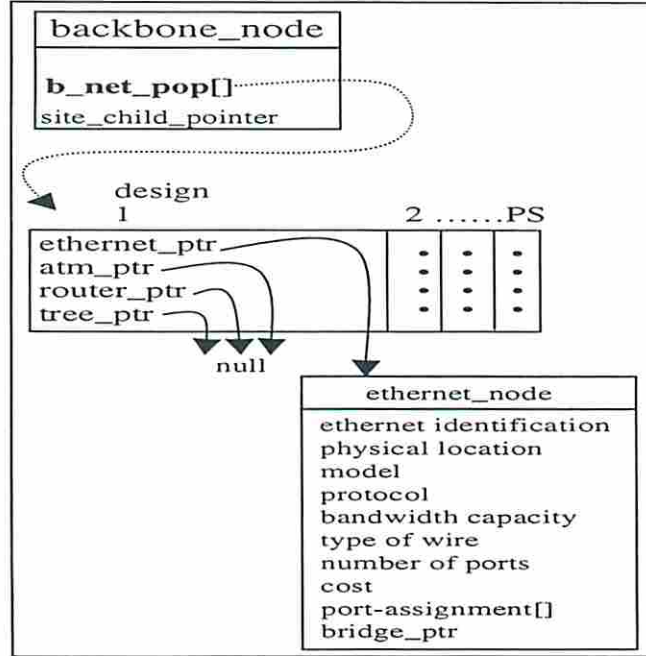 backbone_node
b_net_pop[]
site_child_pointer
design
1 2 ......PS
ethernet_ptr
atm_ptr
router_ptr
tree_ptr
null
ethernet_node
ethernet identification
physical location
model
protocol
bandwidth capacity
type of wire
number of ports
cost
port-assignment[]
bridge_ptr